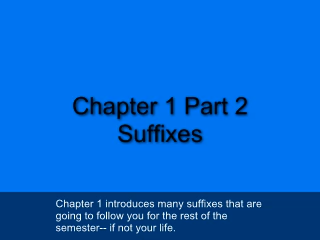 Chapter 1 Part 2
Suffixes
Chapter 1 introduces many suffixes that are
going to follow you for the rest of the
semester-- if not your life.